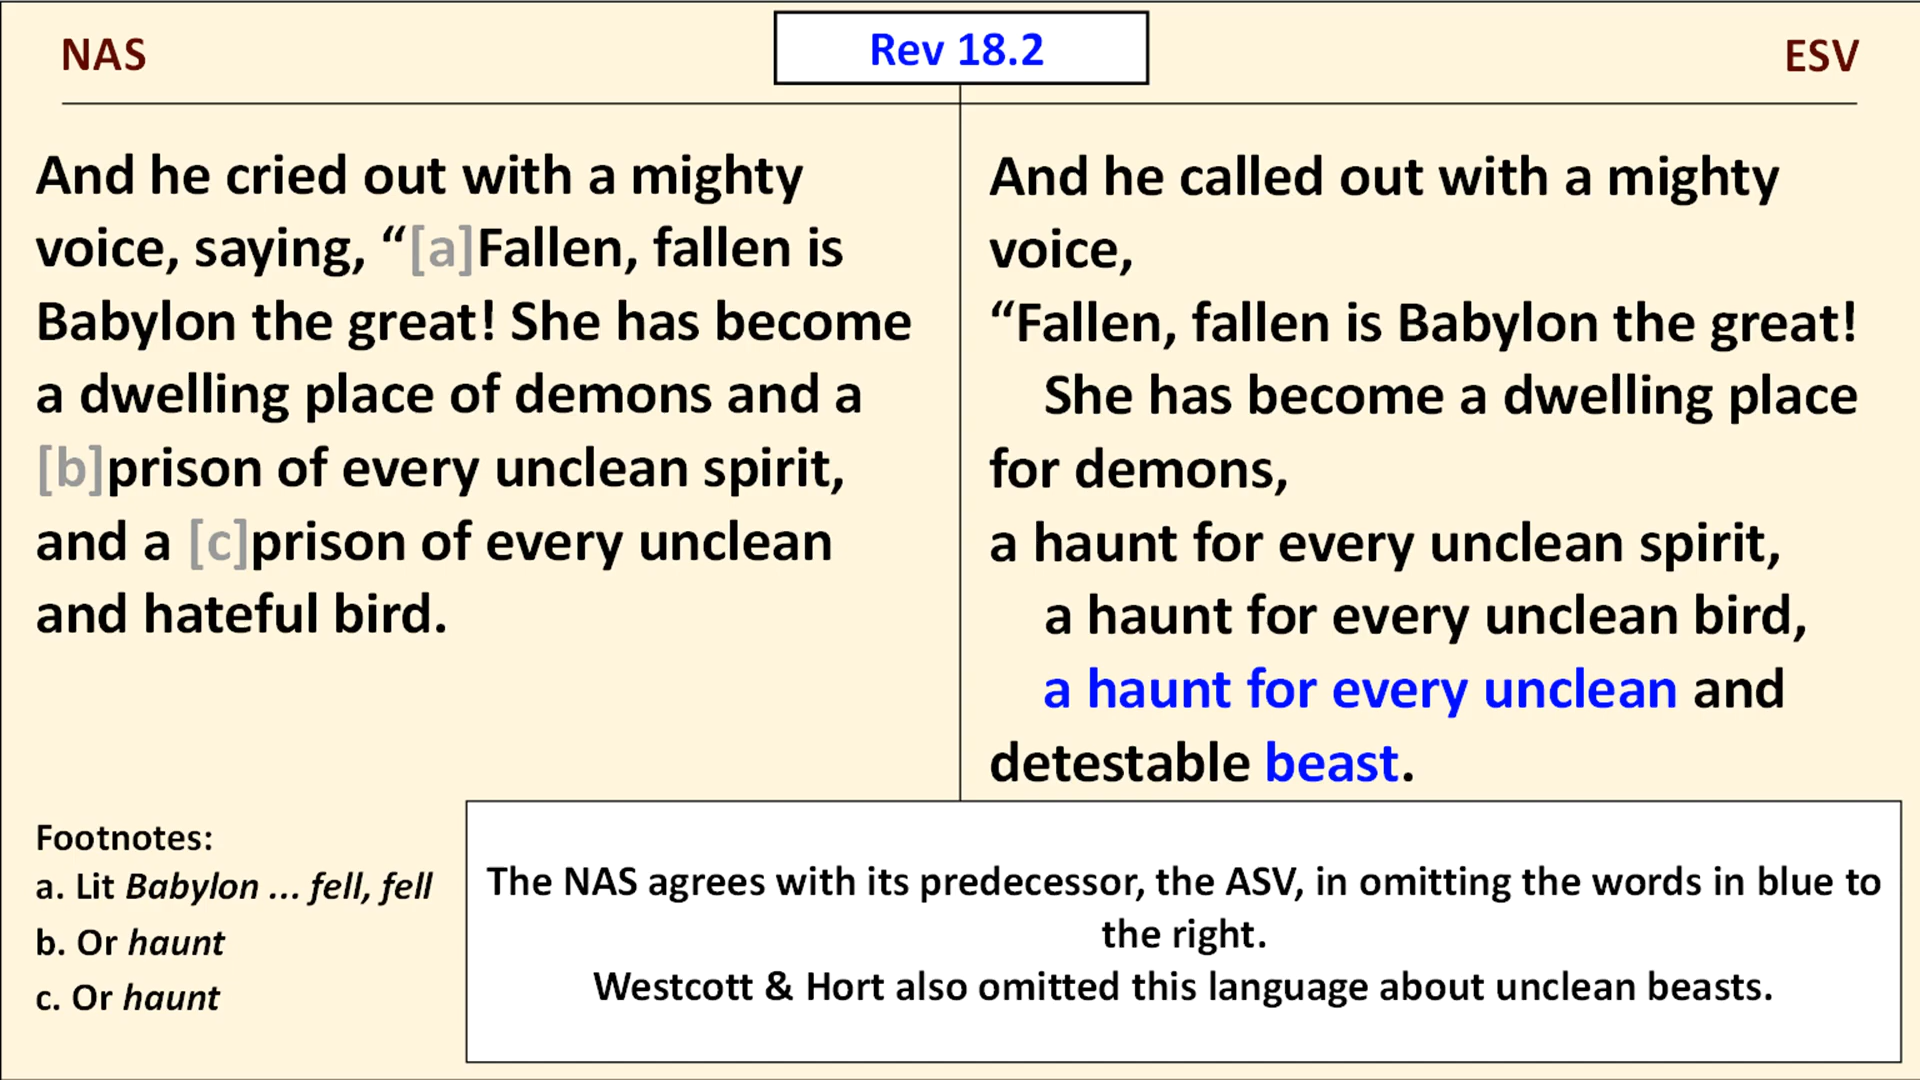 NAS
Rev 18.2
ESV
And he cried out with a mighty
voice, saying, “[a]Fallen, fallen is
Babylon the great! She has become
a dwelling place of demons and a
[b]prison of every unclean spirit,
and a [c]prison of every unclean
and hateful bird.
And he called out with a mighty
voice,
“Fallen, fallen is Babylon the great!
She has become a dwelling place
for demons,
a haunt for every unclean spirit,
a haunt for every unclean bird,
a haunt for every unclean and
detestable beast.
Footnotes:
a. Lit Babylon ... fell, fell
b. Or haunt
c. Or haunt
The NAS agrees with its predecessor, the ASV, in omitting the words in blue to
the right.
Westcott & Hort also omitted this language about unclean beasts.